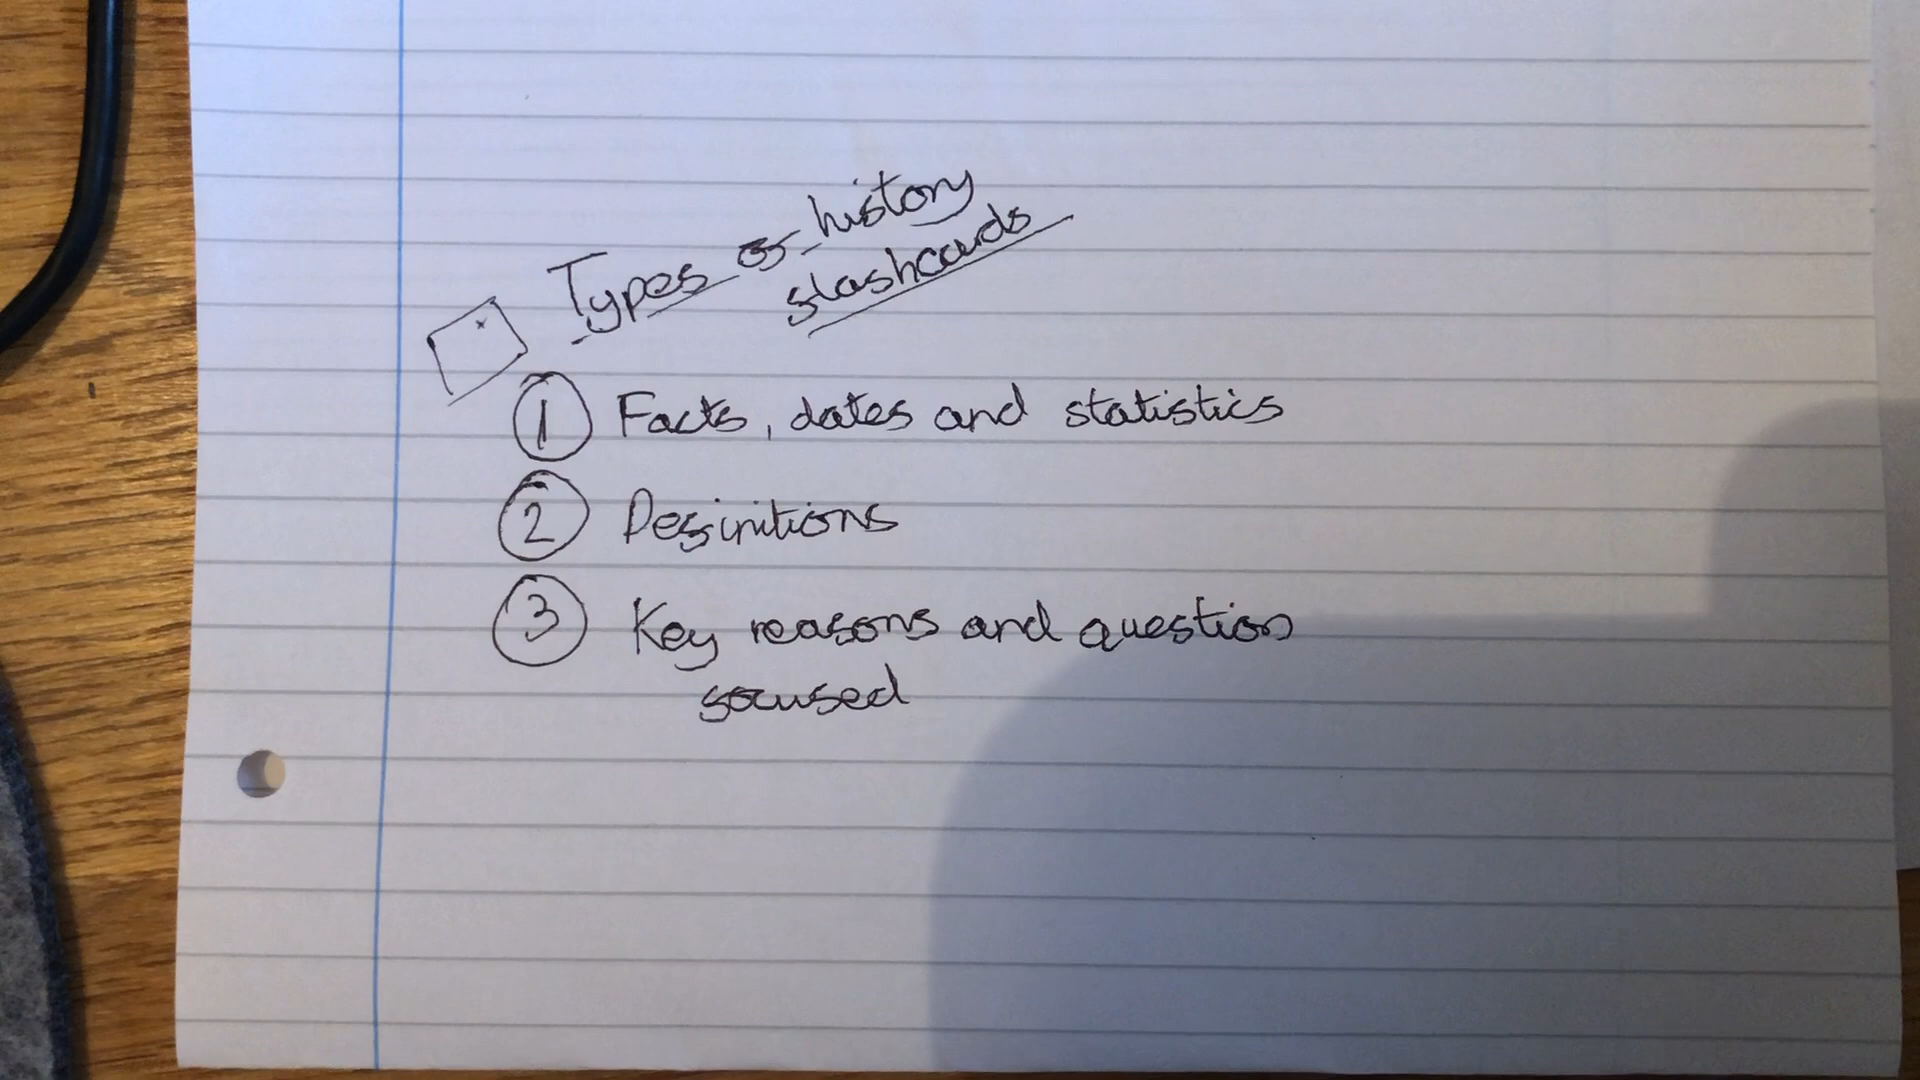 Types of history
flashcards
1 Facts, dates and statistics
2 Definitions
3 Key reasons and question
focused